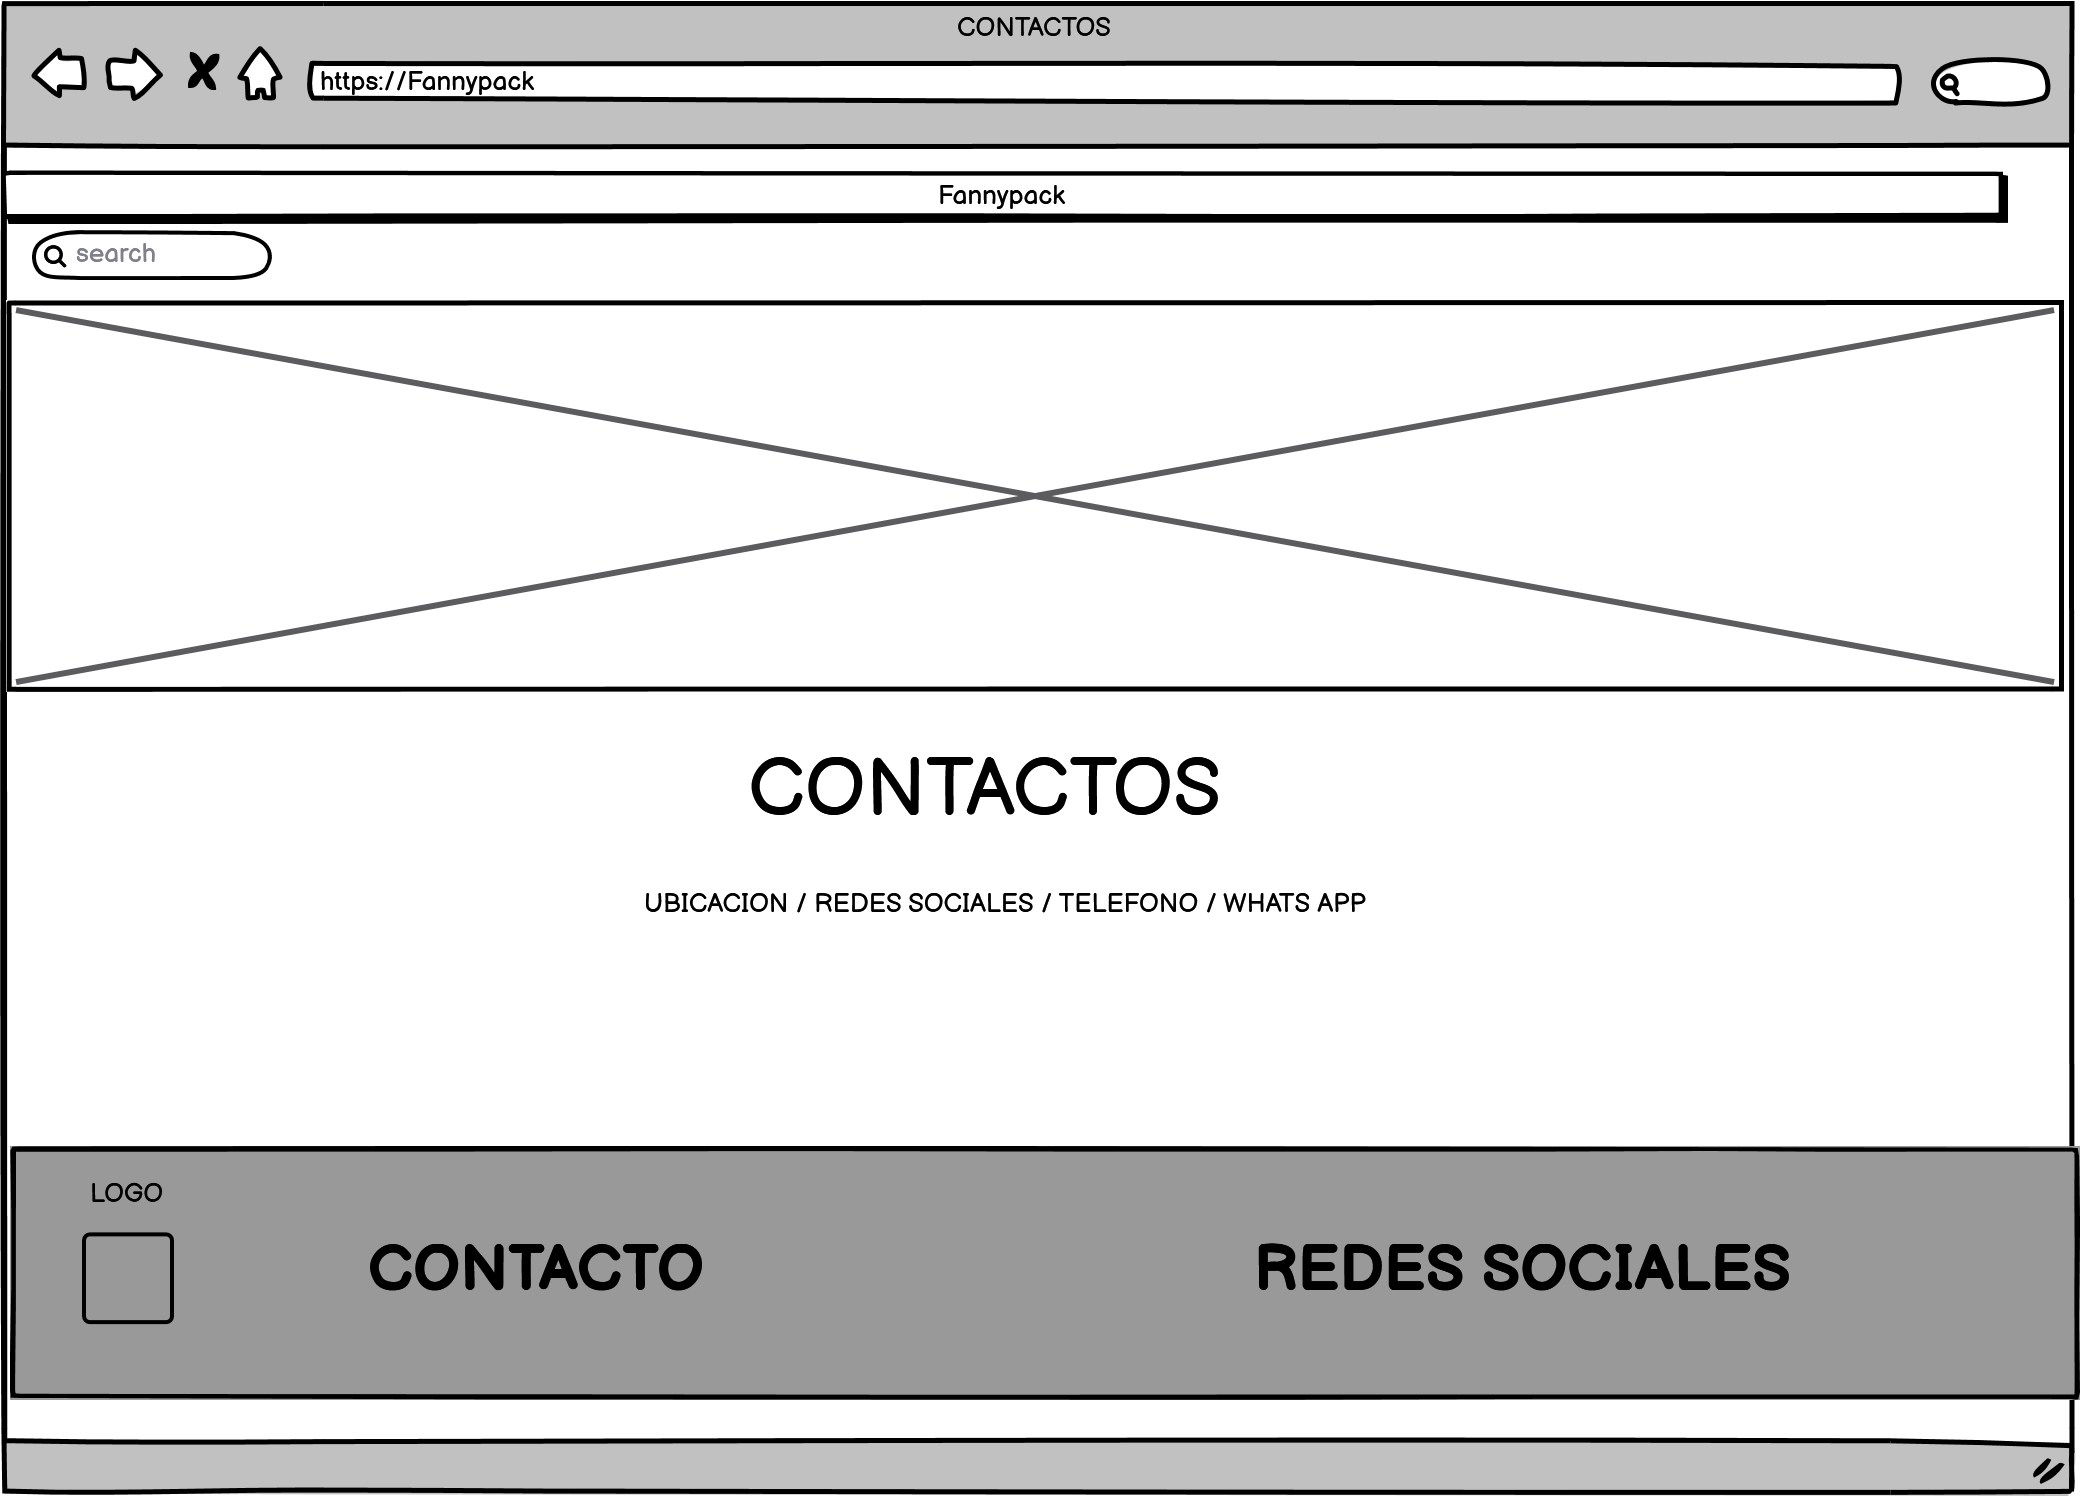 CONTACTOS
https://Fannypack
Fannypack
search
CONTACTOS
UBICACION / REDES SOCIALES / TELEFONO / WHATS APP
LOGO
CONTACTO
REDES SOCIALES